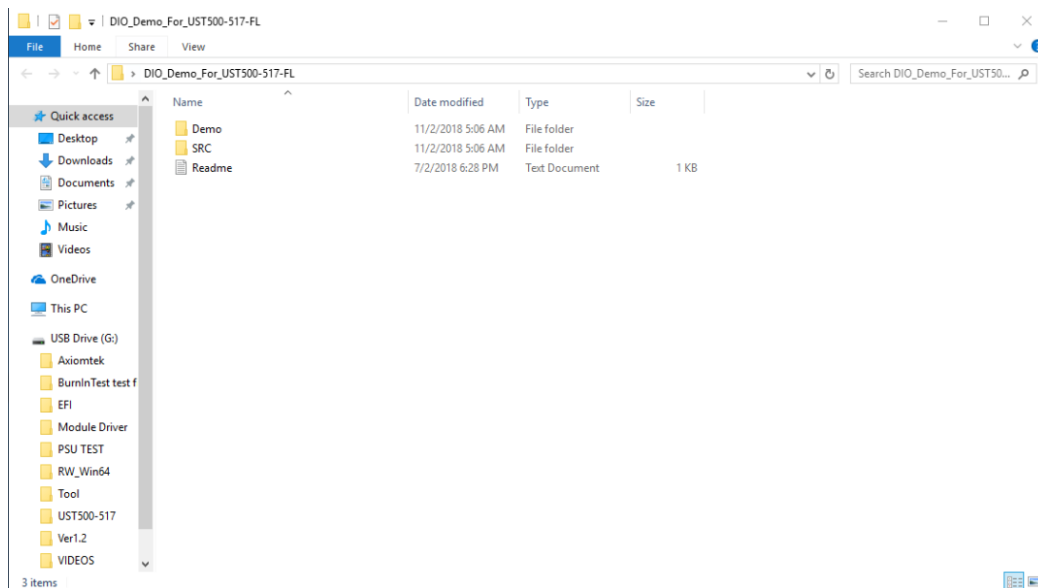 DIO_Demo_For_UST500-517-FL
File Home Share View
DIO_Demo_For_UST500-517-FL
Search DIO_Demo_For_UST50...
Name Date modified Type Size
Quick access
Desktop
Downloads
Documents
Pictures
Music
Videos
OneDrive
This PC
USB Drive (G:)
Axiomtek
BurnInTest test f
EFI
Module Driver
PSU TEST
RW_Win64
Tool
UST500-517
Ver1.2
VIDEOS
Demo 11/2/2018 5:06 AM File folder
SRC 11/2/2018 5:06 AM File folder
Readme 7/2/2018 6:28 PM Text Document 1 KB
3 items